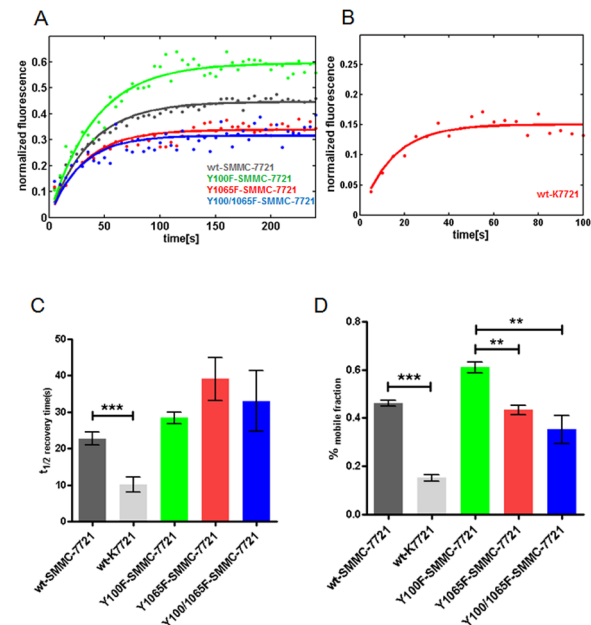 A
normalized fluorescence
0.6
0.5
0.4
0.3
0.2
0.1
0
0 50 100 150 200
time[s]
wt-SMMC-7721
Y100F-SMMC-7721
Y1065F-SMMC-7721
Y100/1065F-SMMC-7721
B
normalized fluorescence
0.25
0.2
0.15
0.1
0.05
0
0 20 40 60 80 100
time[s]
wt-K7721
C
t1/2 recovery time(s)
50
40
30
20
10
0
***
wt-SMMC-7721
wt-K7721
Y100F-SMMC-7721
Y1065F-SMMC-7721
Y100/1065F-SMMC-7721
D
% mobile fraction
0.8
0.6
0.4
0.2
0.0
***
**
**
wt-SMMC-7721
wt-K7721
Y100F-SMMC-7721
Y1065F-SMMC-7721
Y100/1065F-SMMC-7721